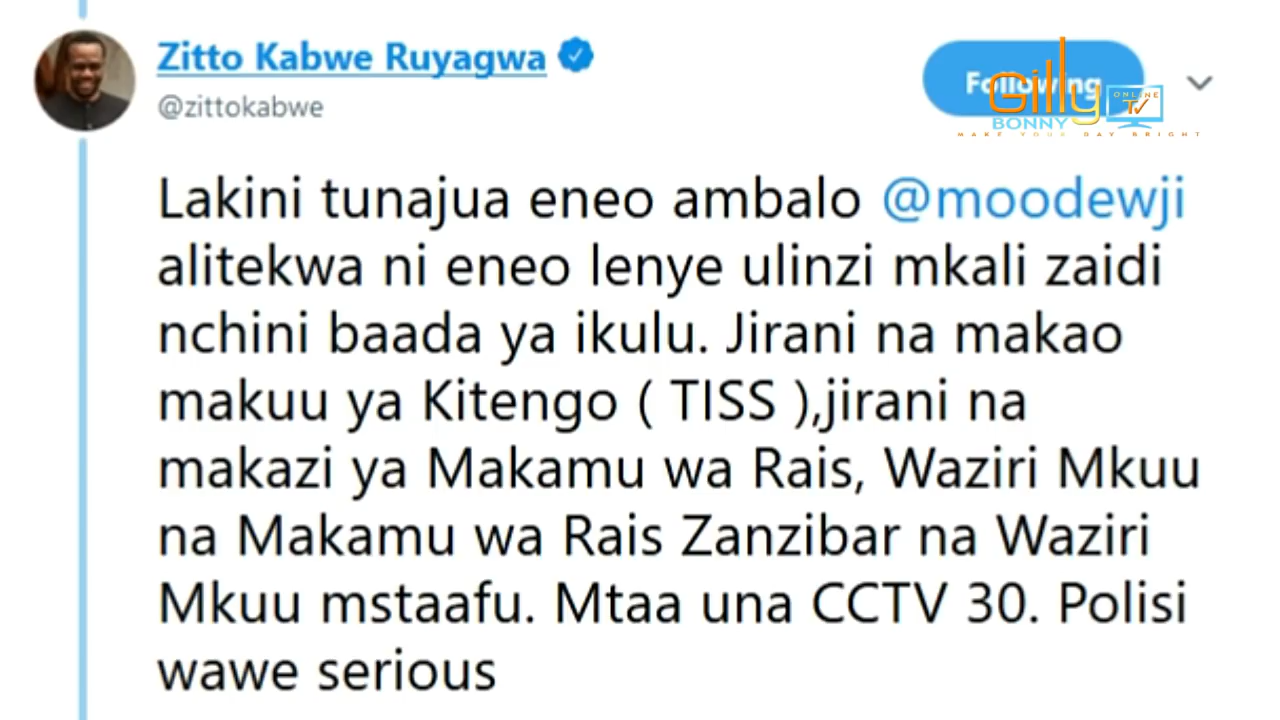 Zitto Kabwe Ruyagwa
@zittokabwe
Following
Gilly
BONNY
ONLINE
TV
MAKE YOUR DAY BRIGHT
Lakini tunajua eneo ambalo @moodewji
alitekwa ni eneo lenye ulinzi mkali zaidi
nchini baada ya ikulu. Jirani na makao
makuu ya Kitengo ( TISS ),jirani na
makazi ya Makamu wa Rais, Waziri Mkuu
na Makamu wa Rais Zanzibar na Waziri
Mkuu mstaafu. Mtaa una CCTV 30. Polisi
wawe serious